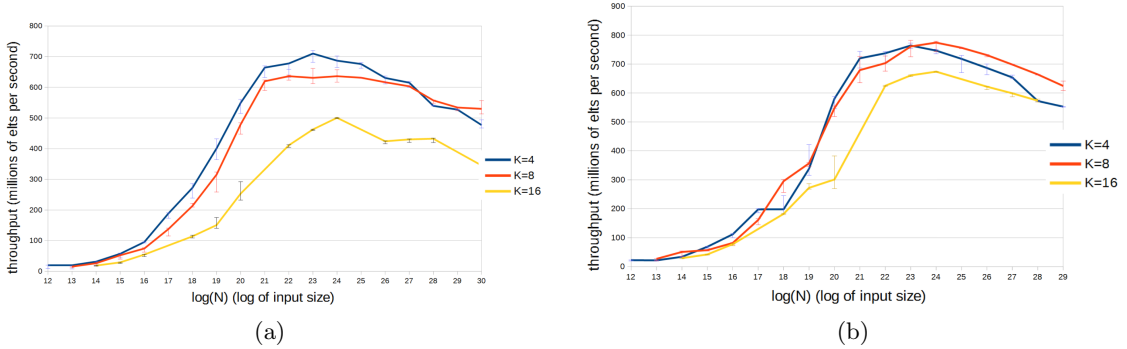 800
700
600
500
400
300
200
100
0
throughput (millions of elts per second)
12 13 14 15 16 17 18 19 20 21 22 23 24 25 26 27 28 29 30
log(N) (log of input size)
K=4
K=8
K=16
(a)
900
800
700
600
500
400
300
200
100
0
throughput (millions of elts per second)
12 13 14 15 16 17 18 19 20 21 22 23 24 25 26 27 28 29
log(N) (log of input size)
K=4
K=8
K=16
(b)